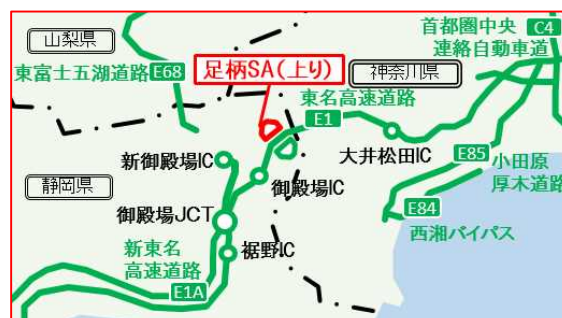 首都圏中央
連絡自動車道
C4
山梨県
東富士五湖道路
E68
足柄SA(上り)
神奈川県
東名高速道路
E1
大井松田IC
新御殿場IC
御殿場IC
E85
小田原
厚木道路
静岡県
御殿場JCT
E84
西湘バイパス
新東名
高速道路
裾野IC
E1A